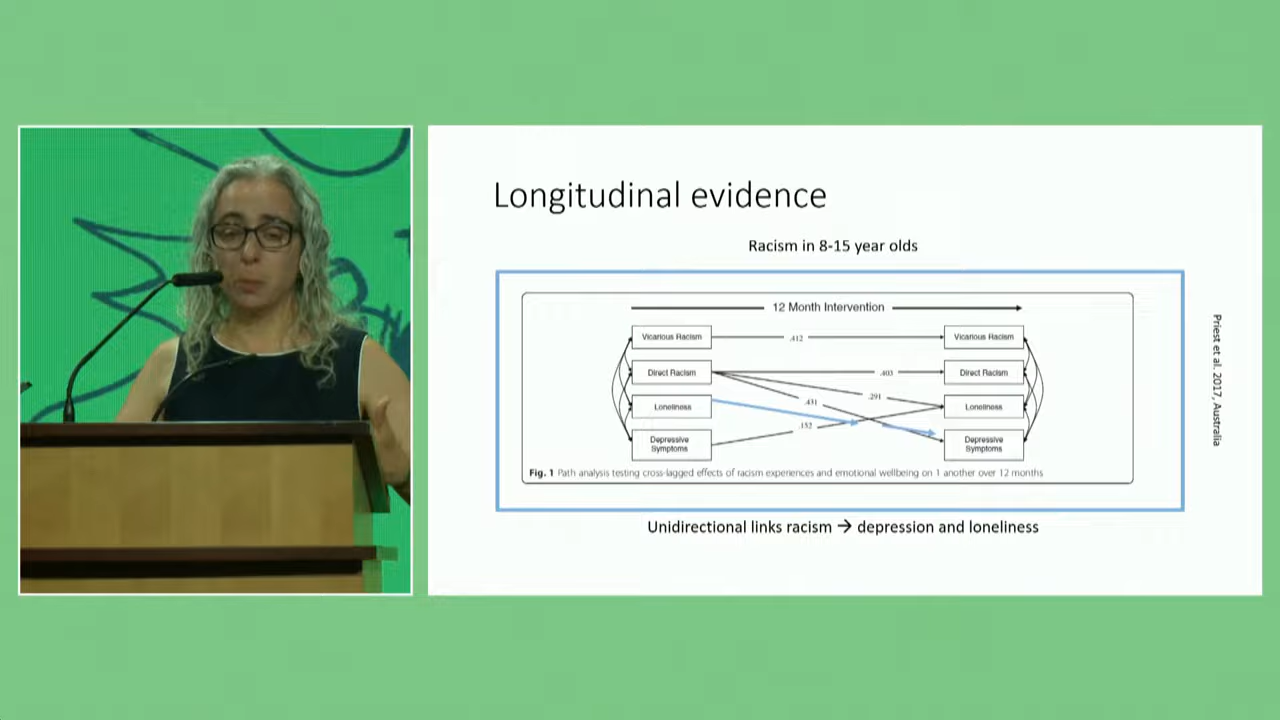 Longitudinal evidence
Racism in 8-15 year olds
12 Month Intervention
Vicarious Racism
.412
Vicarious Racism
Direct Racism
.403
Direct Racism
.291
Loneliness
.431
Loneliness
.152
Depressive
Symptoms
Depressive
Symptoms
Fig. 1 Path analysis testing cross-lagged effects of racism experiences and emotional wellbeing on 1 another over 12 months
Unidirectional links racism → depression and loneliness
Priest et al. 2017, Australia